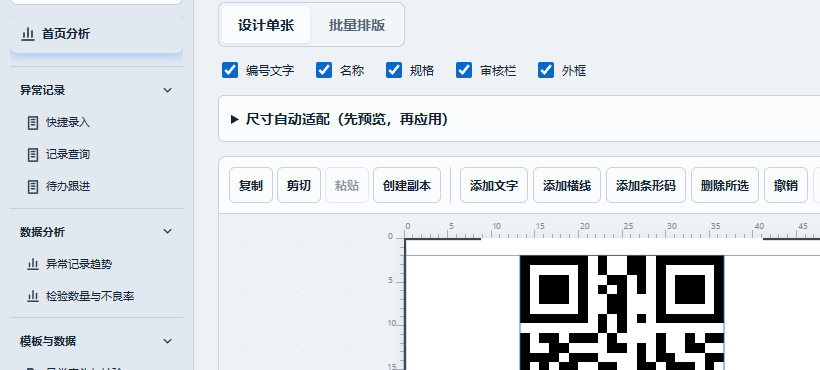 首页分析
异常记录
快捷录入
记录查询
待办跟进
数据分析
异常记录趋势
检验数量与不良率
模板与数据
设计单张 批量排版
编号文字 名称 规格 审核栏 外框
尺寸自动适配（先预览，再应用）
复制 剪切 粘贴 创建副本 添加文字 添加横线 添加条形码 删除所选 撤销
0 5 10 15 20 25 30 35 40 45
0
5
10
15